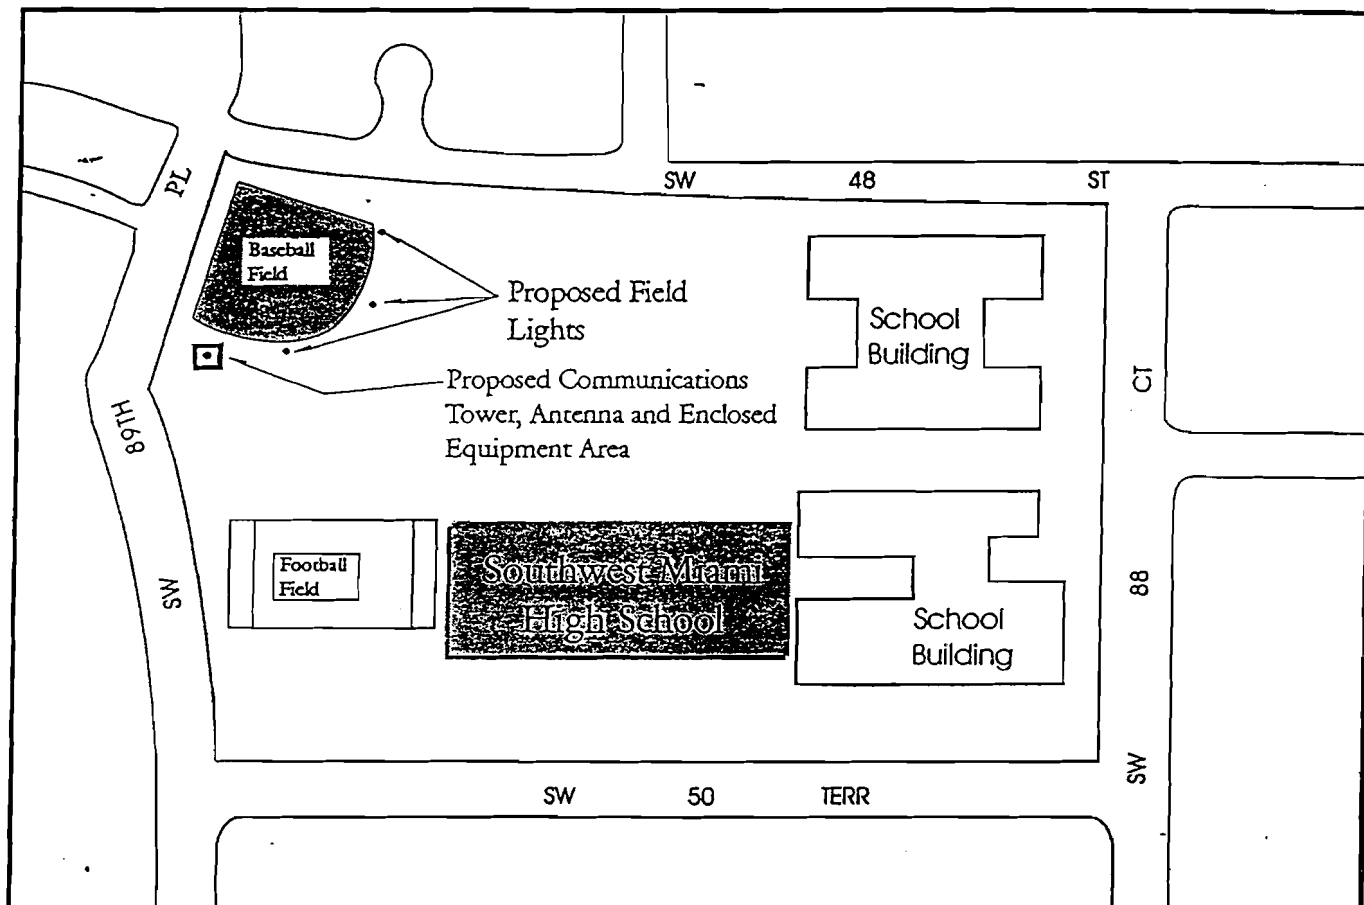 PL
SW 48 ST
Baseball
Field
Proposed Field
Lights
School
Building
Proposed Communications
Tower, Antenna and Enclosed
Equipment Area
CT
89TH
Football
Field
Southwest Miami
High School
88
SW
School
Building
SW
SW 50 TERR